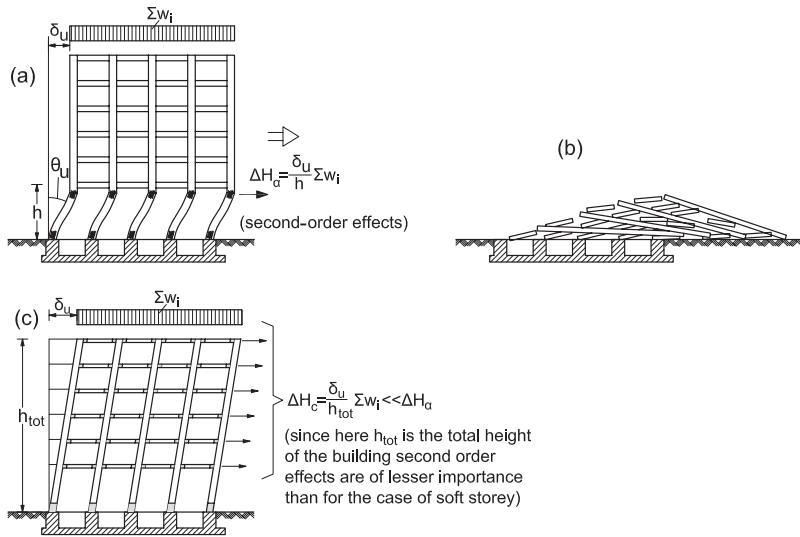 Σwi
δu
(a)
θu
h
ΔHα=δu/h Σwi
(second-order effects)
(b)
Σwi
δu
(c)
htot
ΔHc=δu/htot Σwi<<ΔHα
(since here htot is the total height
of the building second order
effects are of lesser importance
than for the case of soft storey)